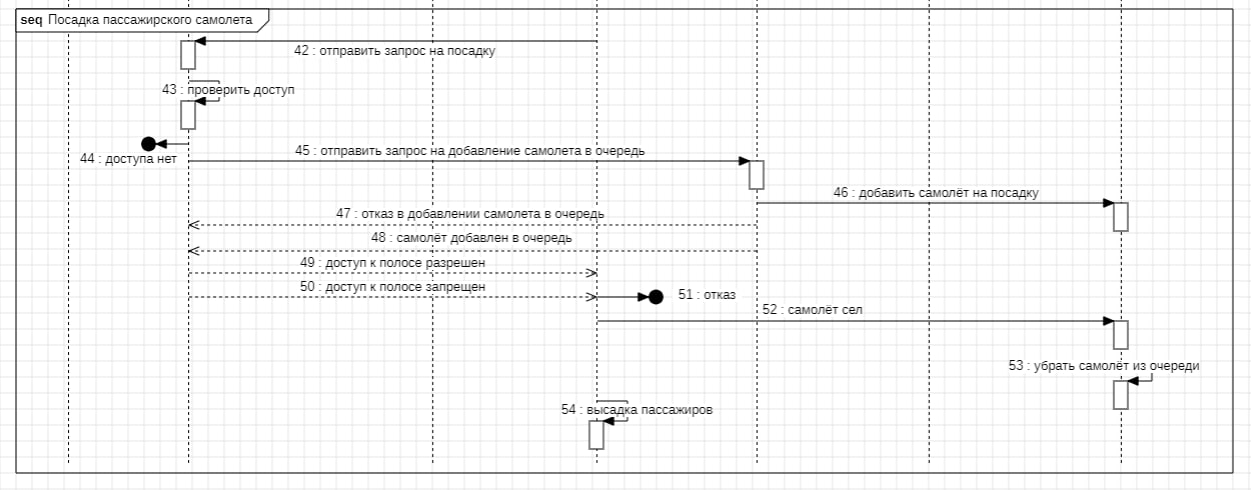 seq Посадка пассажирского самолета
42 : отправить запрос на посадку
43 : проверить доступ
44 : доступа нет
45 : отправить запрос на добавление самолета в очередь
46 : добавить самолёт на посадку
47 : отказ в добавлении самолета в очередь
48 : самолёт добавлен в очередь
49 : доступ к полосе разрешен
50 : доступ к полосе запрещен
51 : отказ
52 : самолёт сел
53 : убрать самолёт из очереди
54 : высадка пассажиров